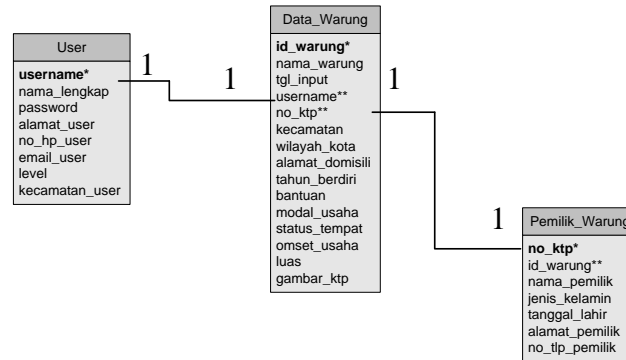 User
username*
nama_lengkap
password
alamat_user
no_hp_user
email_user
level
kecamatan_user
1
1
Data_Warung
id_warung*
nama_warung
tgl_input
username**
no_ktp**
kecamatan
wilayah_kota
alamat_domisili
tahun_berdiri
bantuan
modal_usaha
status_tempat
omset_usaha
luas
gambar_ktp
1
1
Pemilik_Warung
no_ktp*
id_warung**
nama_pemilik
jenis_kelamin
tanggal_lahir
alamat_pemilik
no_tlp_pemilik